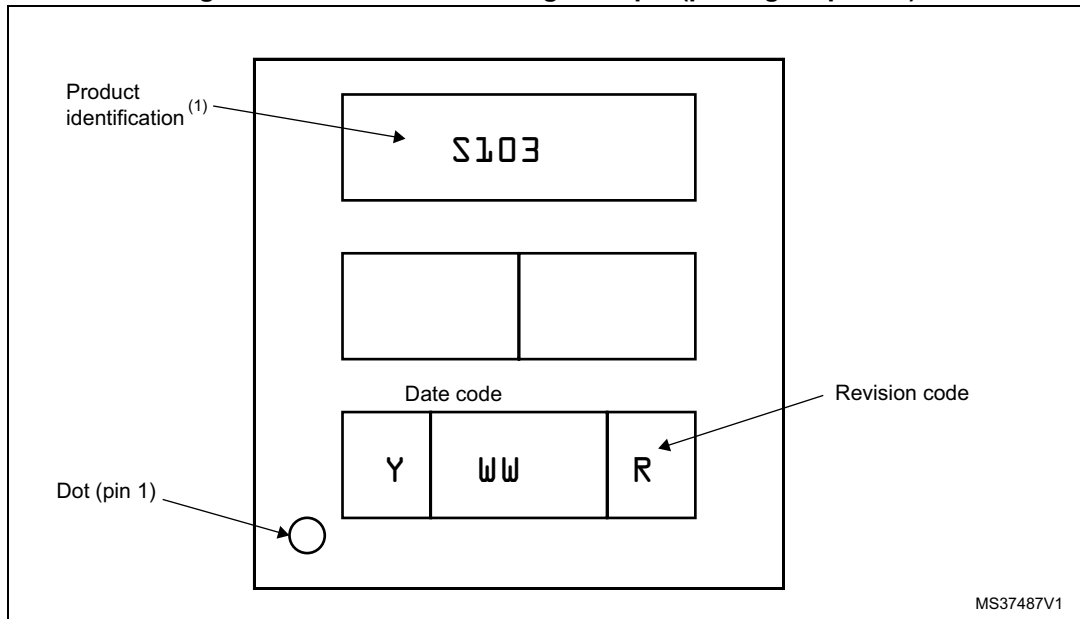 Product
identification (1)
S103
Date code
Revision code
Y WW R
Dot (pin 1)
MS37487V1